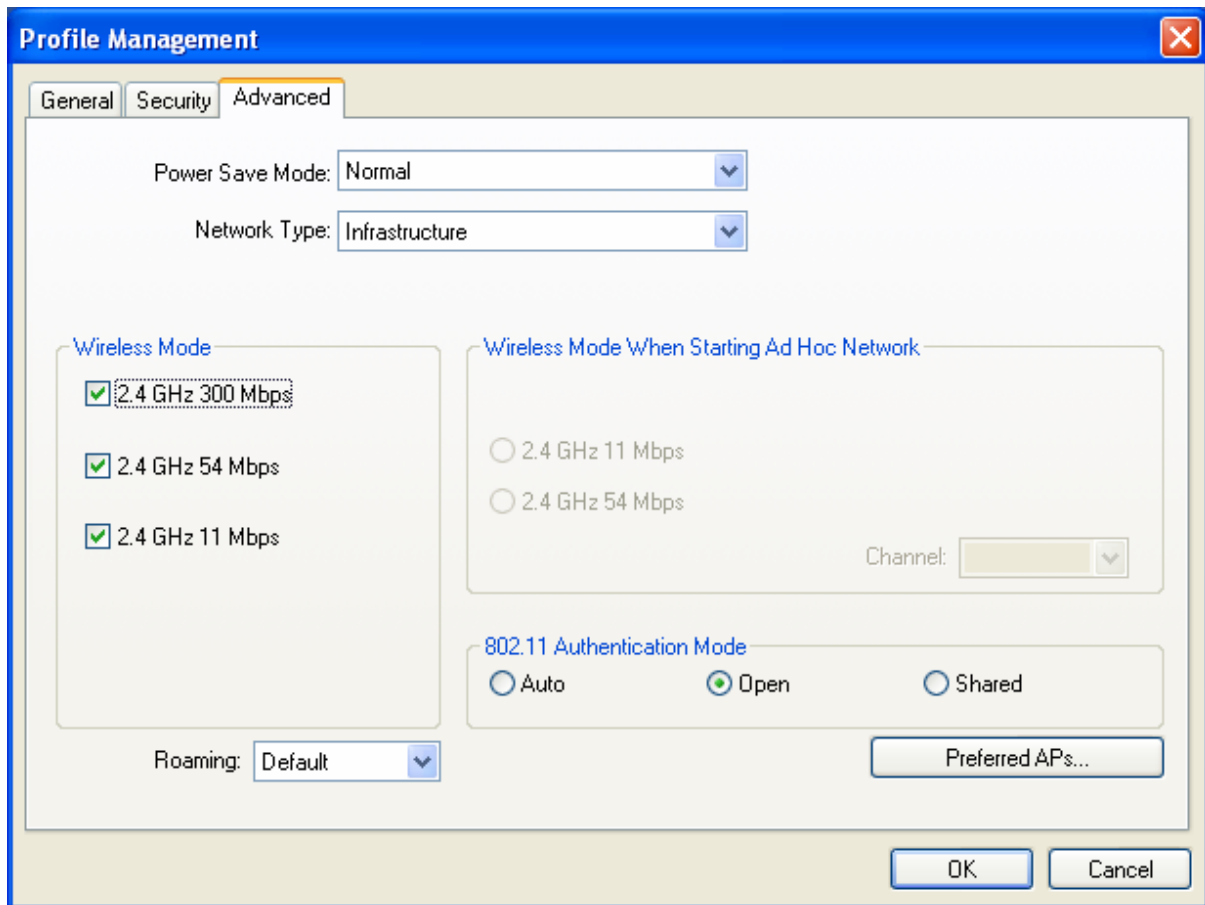 Profile Management
General Security Advanced
Power Save Mode: Normal
Network Type: Infrastructure
Wireless Mode
2.4 GHz 300 Mbps
2.4 GHz 54 Mbps
2.4 GHz 11 Mbps
Wireless Mode When Starting Ad Hoc Network
2.4 GHz 11 Mbps
2.4 GHz 54 Mbps
Channel:
802.11 Authentication Mode
Auto Open Shared
Roaming: Default
Preferred APs...
OK Cancel